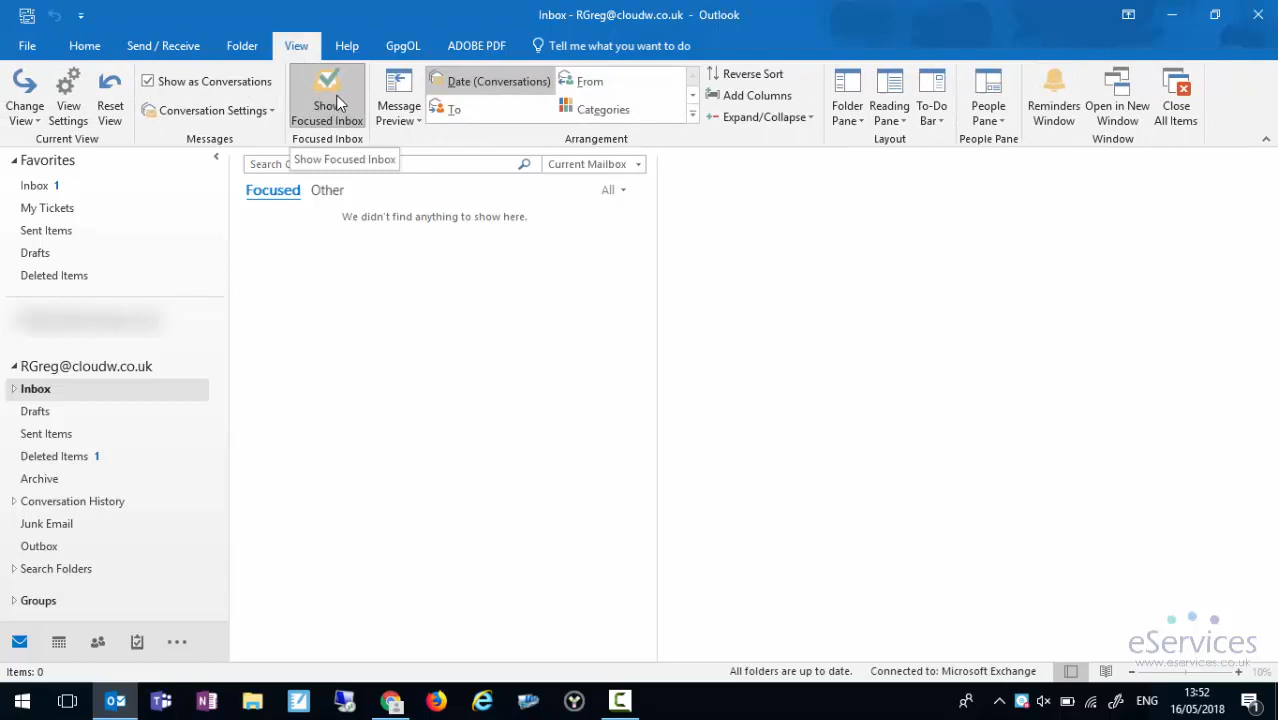 Inbox - RGreg@cloudw.co.uk - Outlook
File Home Send / Receive Folder View Help GpgOL ADOBE PDF Tell me what you want to do
Change View
View Settings
Reset View
Current View
Show as Conversations
Conversation Settings
Messages
Show Focused Inbox
Focused Inbox
Message Preview
Date (Conversations) From
To Categories
Arrangement
Reverse Sort
Add Columns
Expand/Collapse
Folder Pane
Reading Pane
To-Do Bar
Layout
People Pane
People Pane
Reminders Window
Open in New Window
Close All Items
Window
Show Focused Inbox
Favorites
Inbox 1
My Tickets
Sent Items
Drafts
Deleted Items
RGreg@cloudw.co.uk
Inbox
Drafts
Sent Items
Deleted Items 1
Archive
Conversation History
Junk Email
Outbox
Search Folders
Groups
Search Current Mailbox
Focused Other All
We didn't find anything to show here.
eServices
www.eservices.co.uk
Items: 0 All folders are up to date. Connected to: Microsoft Exchange 10%
ENG
13:52
16/05/2018
1